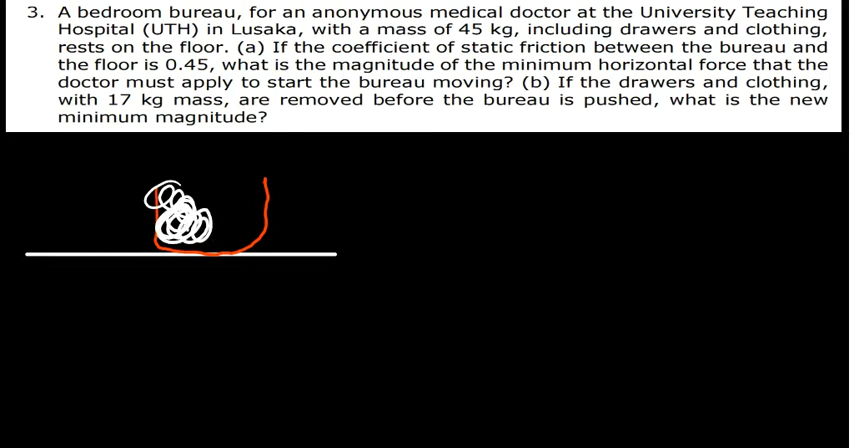 3. A bedroom bureau, for an anonymous medical doctor at the University Teaching
Hospital (UTH) in Lusaka, with a mass of 45 kg, including drawers and clothing,
rests on the floor. (a) If the coefficient of static friction between the bureau and
the floor is 0.45, what is the magnitude of the minimum horizontal force that the
doctor must apply to start the bureau moving? (b) If the drawers and clothing,
with 17 kg mass, are removed before the bureau is pushed, what is the new
minimum magnitude?